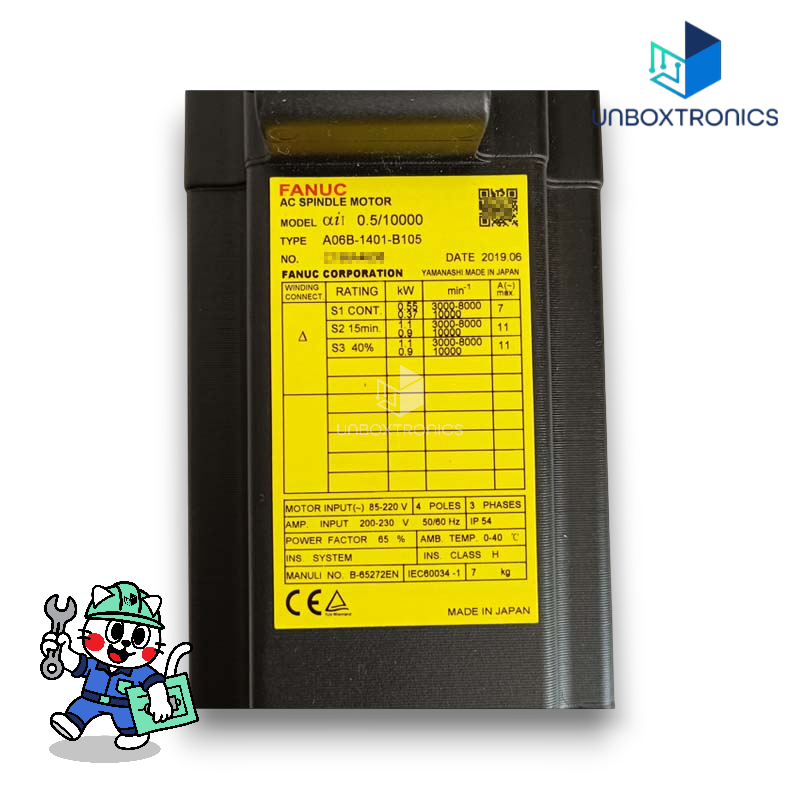 UNBOXTRONICS
FANUC
AC SPINDLE MOTOR
MODEL αiI 0.5/10000
TYPE A06B-1401-B105
NO.
DATE 2019.06
FANUC CORPORATION YAMANASHI MADE IN JAPAN
WINDING CONNECT RATING kW min-1 A(~) max.
S1 CONT. 0.55 3000-8000 7
0.37 10000
Δ S2 15min. 1.1 3000-8000 11
0.9 10000
S3 40% 1.1 3000-8000 11
0.9 10000
UNBOXTRONICS
MOTOR INPUT(~) 85-220 V 4 POLES 3 PHASES
AMP. INPUT 200-230 V 50/60 Hz IP 54
POWER FACTOR 65 % AMB. TEMP. 0-40 ℃
INS SYSTEM INS. CLASS H
MANULI NO. B-65272EN IEC60034 -1 7 kg
CE TÜV Rheinland
MADE IN JAPAN